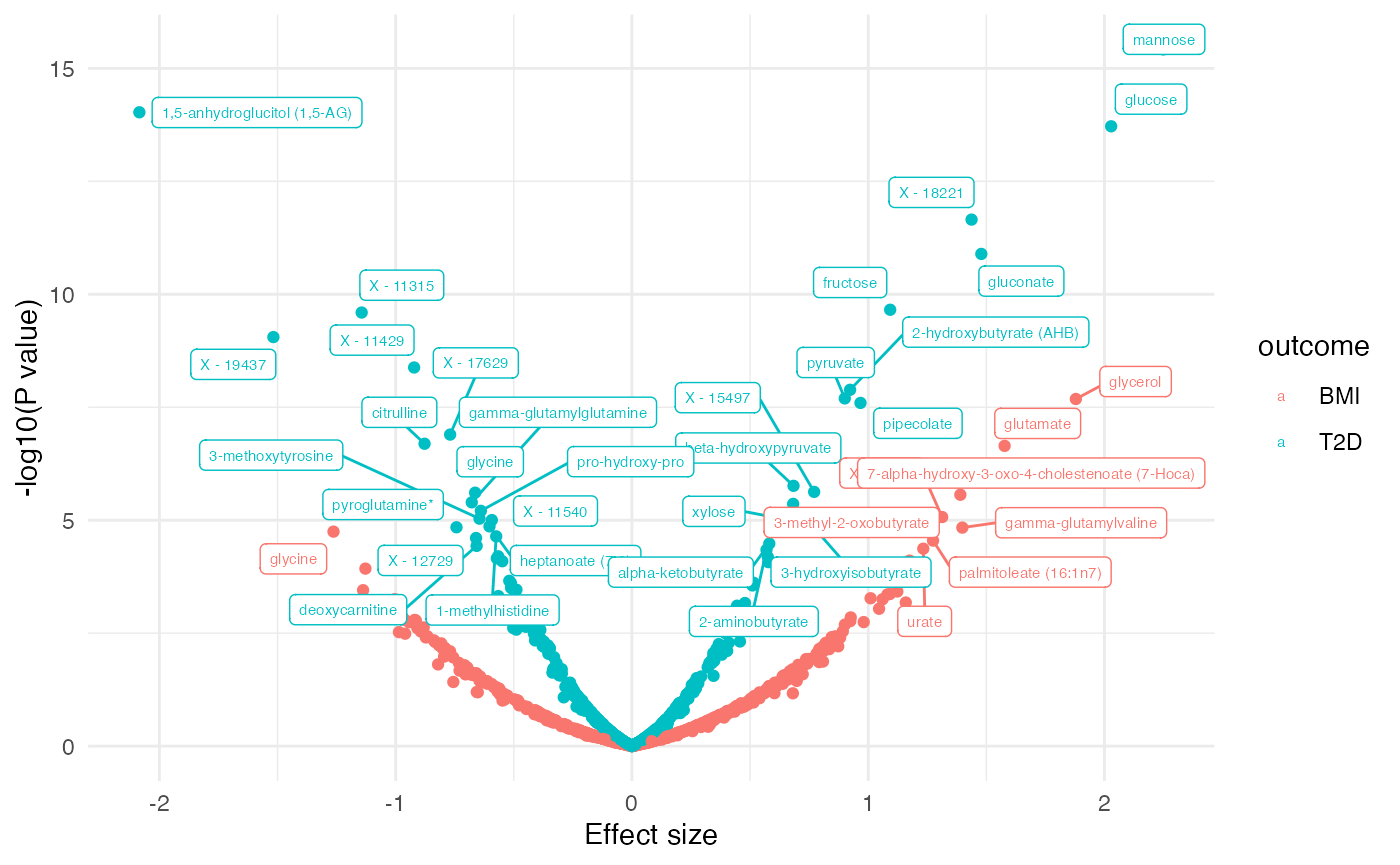 mannose
15
glucose
1,5-anhydroglucitol (1,5-AG)
X - 18221
gluconate
fructose
X - 11315
10
2-hydroxybutyrate (AHB)
X - 11429
pyruvate
X - 17629
X - 19437
glycerol
X - 15497
citrulline
gamma-glutamylglutamine
glutamate
pipecolate
beta-hydroxypyruvate
3-methoxytyrosine
glycine
pro-hydroxy-pro
X
7-alpha-hydroxy-3-oxo-4-cholestenoate (7-Hoca)
pyroglutamine*
X - 11540
xylose
3-methyl-2-oxobutyrate
gamma-glutamylvaline
5
glycine
X - 12729
heptanoate (7
alpha-ketobutyrate
3-hydroxyisobutyrate
palmitoleate (16:1n7)
deoxycarnitine
1-methylhistidine
2-aminobutyrate
urate
0
-2
-1
0
1
2
Effect size
-log10(P value)
outcome
a BMI
a T2D